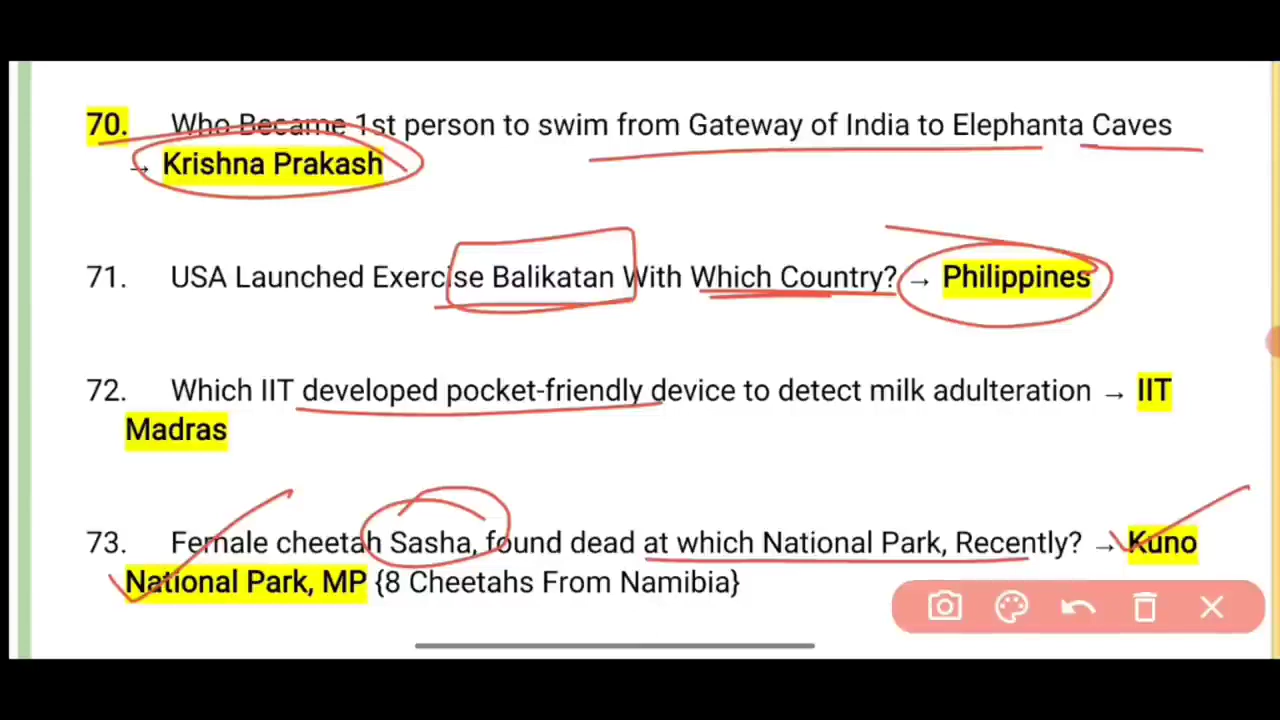 70. Who Became 1st person to swim from Gateway of India to Elephanta Caves
→ Krishna Prakash
71. USA Launched Exercise Balikatan With Which Country? → Philippines
72. Which IIT developed pocket-friendly device to detect milk adulteration → IIT
Madras
73. Female cheetah Sasha, found dead at which National Park, Recently? → Kuno
National Park, MP {8 Cheetahs From Namibia}